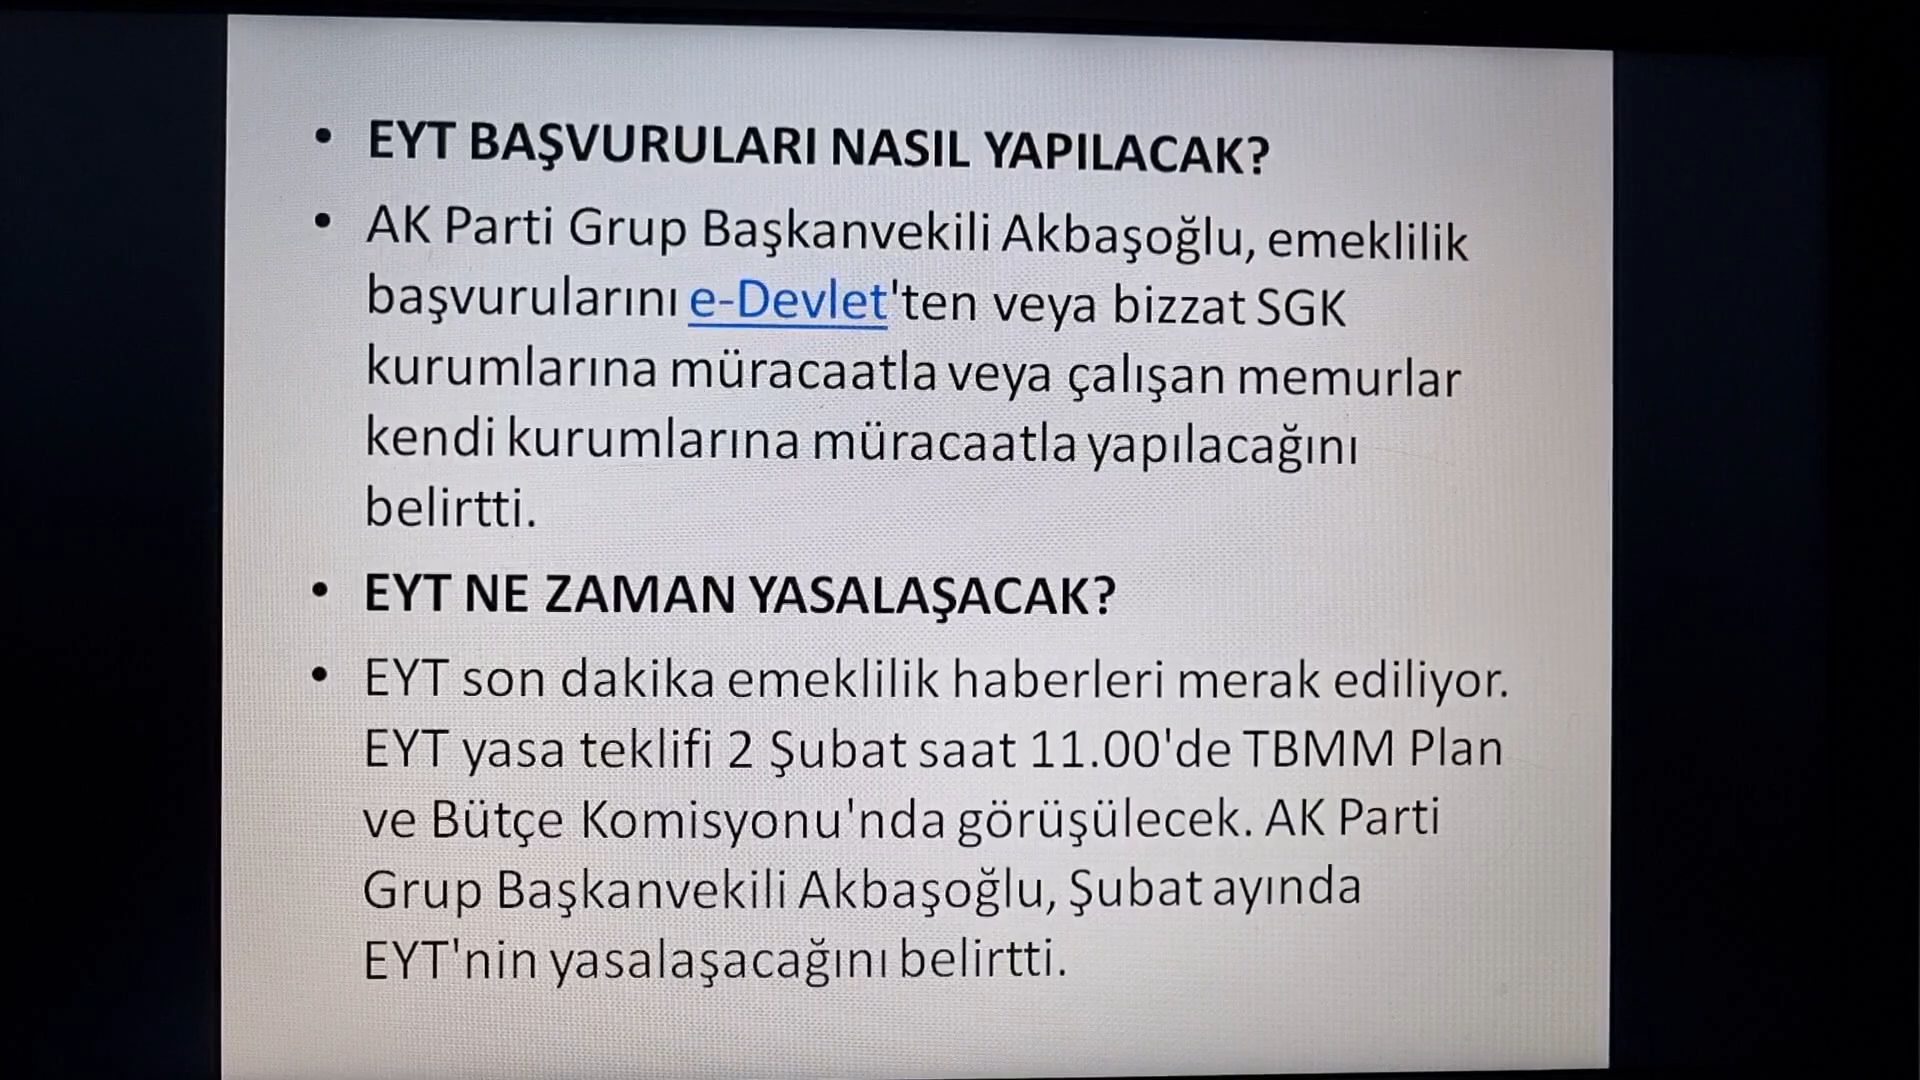 • EYT BAŞVURULARI NASIL YAPILACAK?
• AK Parti Grup Başkanvekili Akbaşoğlu, emeklilik
başvurularını e-Devlet'ten veya bizzat SGK
kurumlarına müracaatla veya çalışan memurlar
kendi kurumlarına müracaatla yapılacağını
belirtti.
• EYT NE ZAMAN YASALAŞACAK?
• EYT son dakika emeklilik haberleri merak ediliyor.
EYT yasa teklifi 2 Şubat saat 11.00'de TBMM Plan
ve Bütçe Komisyonu'nda görüşülecek. AK Parti
Grup Başkanvekili Akbaşoğlu, Şubat ayında
EYT'nin yasalaşacağını belirtti.